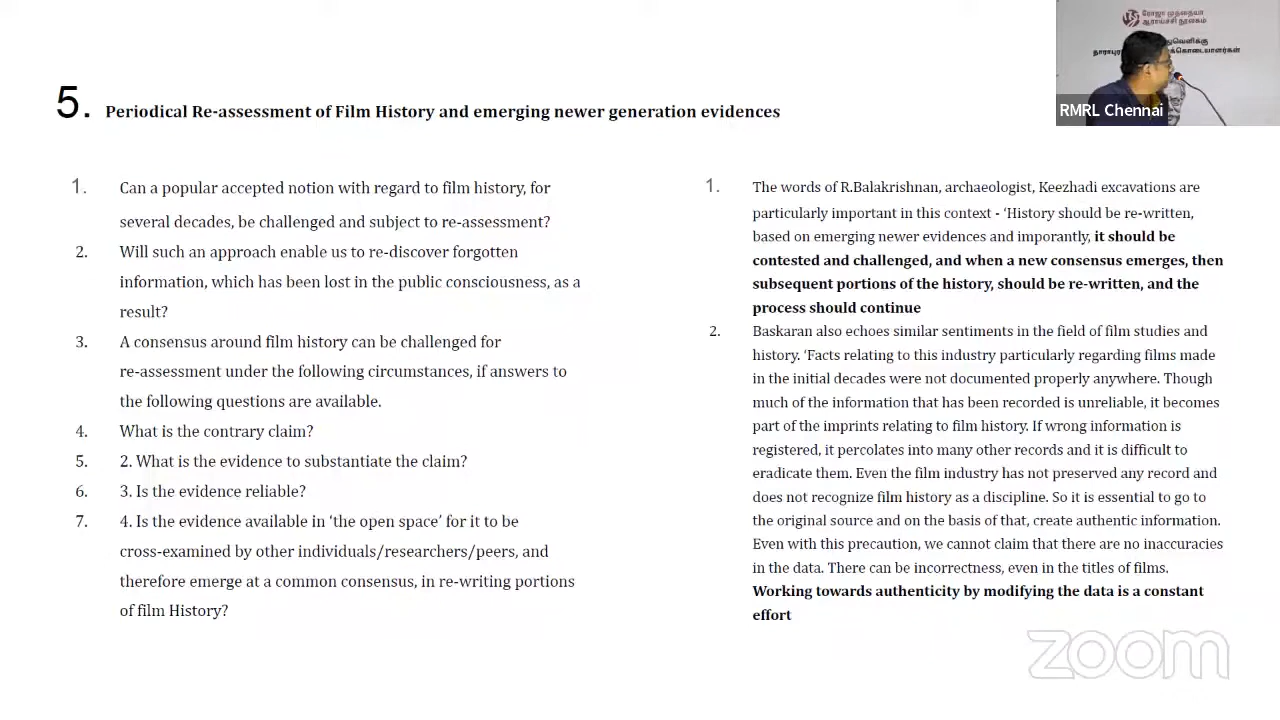 5. Periodical Re-assessment of Film History and emerging newer generation evidences
1. Can a popular accepted notion with regard to film history, for
several decades, be challenged and subject to re-assessment?
2. Will such an approach enable us to re-discover forgotten
information, which has been lost in the public consciousness, as a
result?
3. A consensus around film history can be challenged for
re-assessment under the following circumstances, if answers to
the following questions are available.
4. What is the contrary claim?
5. 2. What is the evidence to substantiate the claim?
6. 3. Is the evidence reliable?
7. 4. Is the evidence available in ‘the open space’ for it to be
cross-examined by other individuals/researchers/peers, and
therefore emerge at a common consensus, in re-writing portions
of film History?
1. The words of R.Balakrishnan, archaeologist, Keezhadi excavations are
particularly important in this context - ‘History should be re-written,
based on emerging newer evidences and imporantly, it should be
contested and challenged, and when a new consensus emerges, then
subsequent portions of the history, should be re-written, and the
process should continue
2. Baskaran also echoes similar sentiments in the field of film studies and
history. ‘Facts relating to this industry particularly regarding films made
in the initial decades were not documented properly anywhere. Though
much of the information that has been recorded is unreliable, it becomes
part of the imprints relating to film history. If wrong information is
registered, it percolates into many other records and it is difficult to
eradicate them. Even the film industry has not preserved any record and
does not recognize film history as a discipline. So it is essential to go to
the original source and on the basis of that, create authentic information.
Even with this precaution, we cannot claim that there are no inaccuracies
in the data. There can be incorrectness, even in the titles of films.
Working towards authenticity by modifying the data is a constant
effort
ரோஜா முத்தையா
ஆராய்ச்சி நூலகம்
RMRL Chennai
zoom